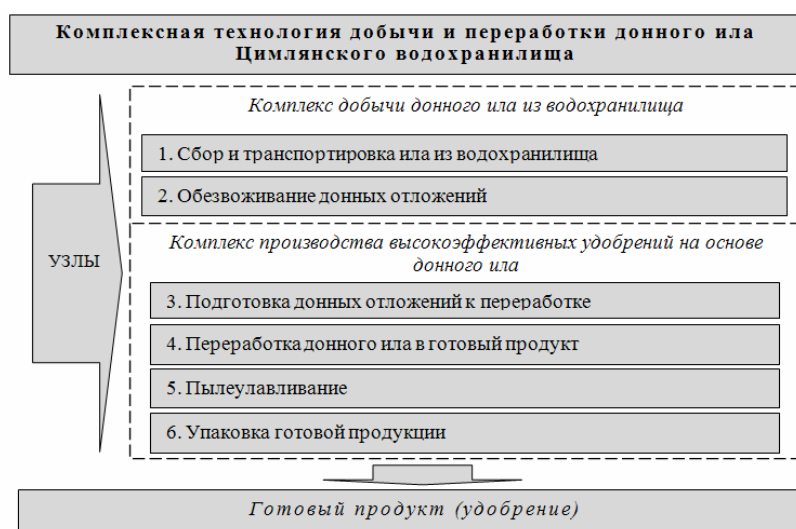 Комплексная технология добычи и переработки донного ила
Цимлянского водохранилища
Комплекс добычи донного ила из водохранилища
1. Сбор и транспортировка ила из водохранилища
2. Обезвоживание донных отложений
УЗЛЫ
Комплекс производства высокоэффективных удобрений на основе
донного ила
3. Подготовка донных отложений к переработке
4. Переработка донного ила в готовый продукт
5. Пылеулавливание
6. Упаковка готовой продукции
Готовый продукт (удобрение)